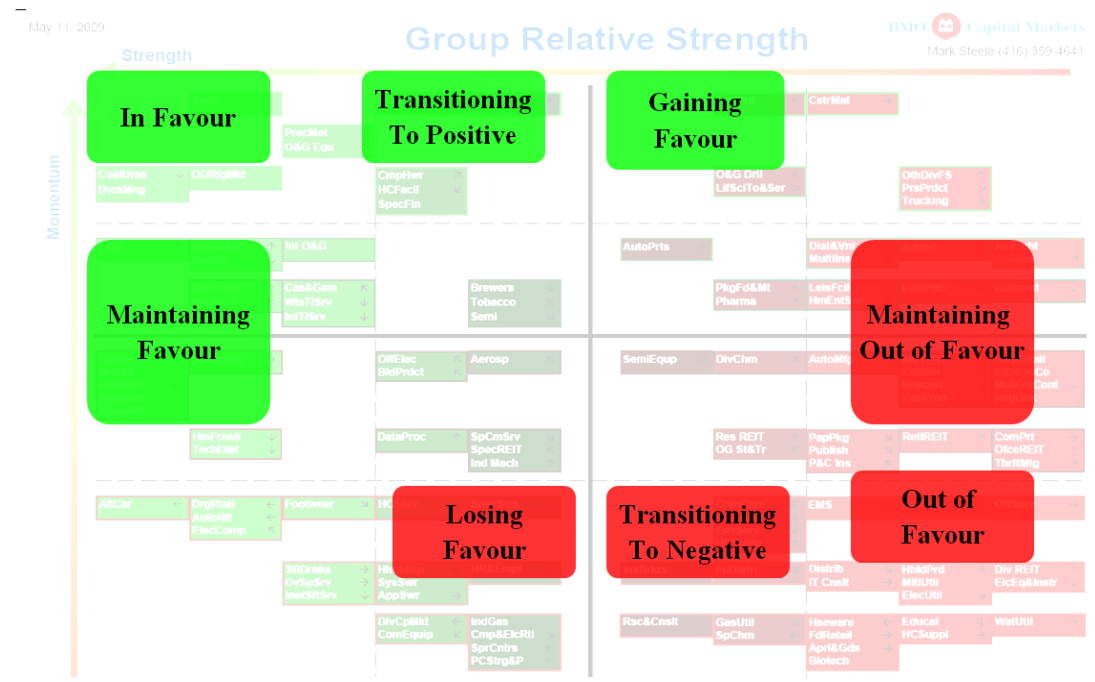 May 11, 2009
Group Relative Strength
BMO Capital Markets
Mark Steele (416) 359-4641
Strength
Momentum
In Favour
Transitioning
To Positive
Gaining
Favour
CstrMat
PrecMet
O&G Equ
CoalUran
DvrsMng
OGRfgMkt
CmpHwr
HCFacil
SpecFin
O&G Dril
LifSciTo&Ser
OthDivFS
PrsPrdct
Trucking
Int O&G
AutoPrts
Dist&Vnt
MultiIns
Maintaining
Favour
Cas&Gam
WlsTlSrv
IntTlSrv
Brewers
Tobacco
Semi
PkgFd&Mt
Pharma
LeisFcil
HmEntSw
Maintaining
Out of Favour
OffElec
BldPrdct
Aerosp
SemiEqup
DivChm
AutoMfg
HmFrnsh
TechDist
DataProc
SpCmSrv
SpecREIT
Ind Mach
Res REIT
OG St&Tr
PapPkg
Publish
P&C Ins
RetlREIT
ComPrt
OfceREIT
ThrftMtg
AltCar
DrgRtail
AutoRtl
ElecComp
Footwear
Losing
Favour
Transitioning
To Negative
EMS
Out of
Favour
SftDrnks
DvSpSrv
InetSftSrv
SysSwr
AppSwr
Distrib
IT Cnslt
HhldPrd
MltiUtil
ElecUtil
Div REIT
ElcEq&Instr
DivCpMkt
ComEquip
IndGas
Cmp&ElcRtl
SprCntrs
PCStrg&P
Rsc&Cnslt
GasUtil
SpChm
Hseware
FdRetail
Aprl&Gds
Biotech
Educat
HCSuppl
WatUtil